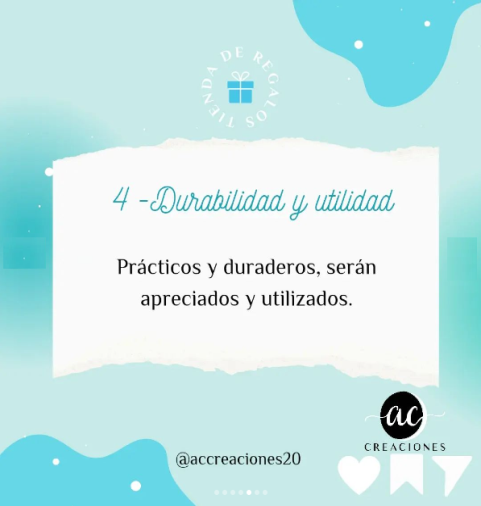 TIENDA DE REGALOS
4 -Durabilidad y utilidad
Prácticos y duraderos, serán
apreciados y utilizados.
ac
CREACIONES
@accreaciones20